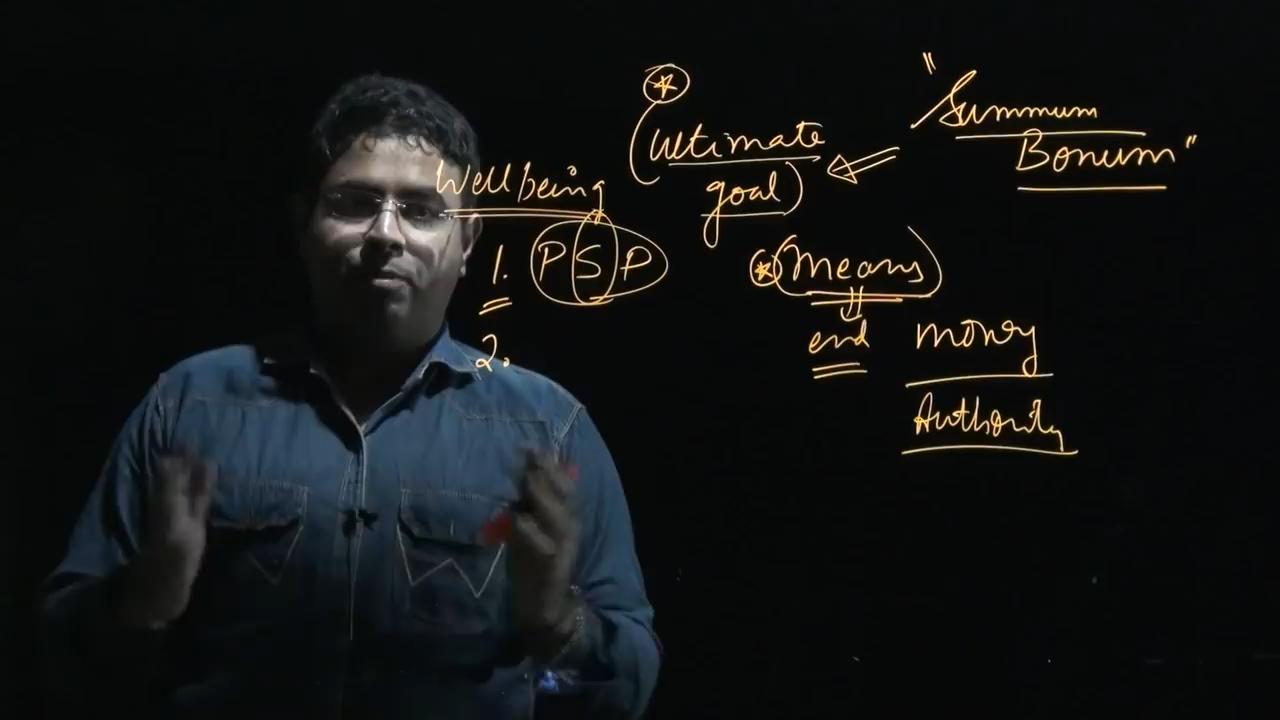 "Summum
Bonum"
(ultimate
goal)
Wellbeing
1. PSP
2.
(Means)
end
money
Authority